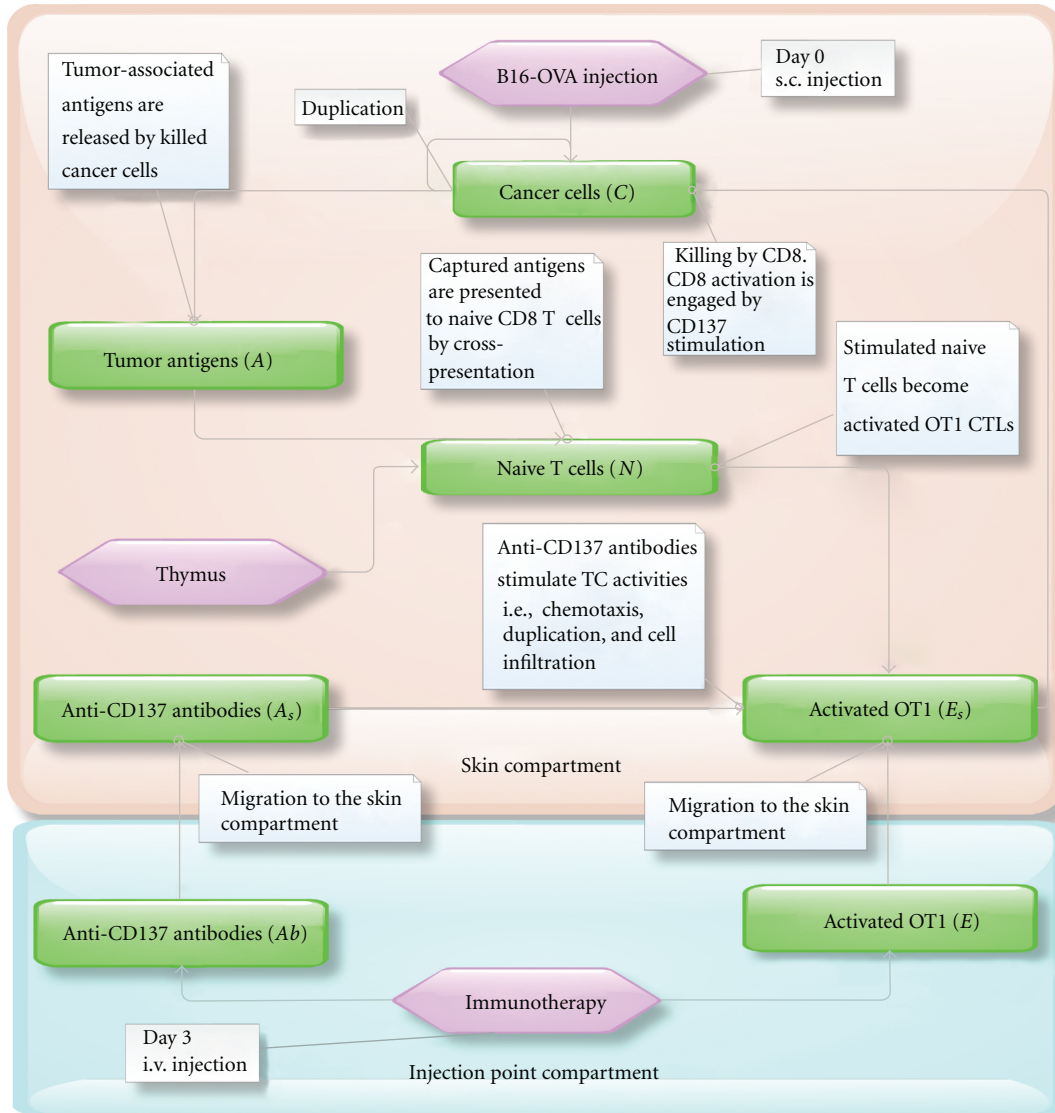 Tumor-associated
antigens are
released by killed
cancer cells
Duplication
B16-OVA injection
Day 0
s.c. injection
Cancer cells (C)
Captured antigens
are presented
to naive CD8 T cells
by cross-
presentation
Killing by CD8.
CD8 activation is
engaged by
CD137
stimulation
Tumor antigens (A)
Stimulated naive
T cells become
activated OT1 CTLs
Naive T cells (N)
Thymus
Anti-CD137 antibodies
stimulate TC activities
i.e., chemotaxis,
duplication, and cell
infiltration
Anti-CD137 antibodies (Aₛ)
Activated OT1 (Eₛ)
Skin compartment
Migration to the skin
compartment
Migration to the skin
compartment
Anti-CD137 antibodies (Ab)
Activated OT1 (E)
Immunotherapy
Day 3
i.v. injection
Injection point compartment